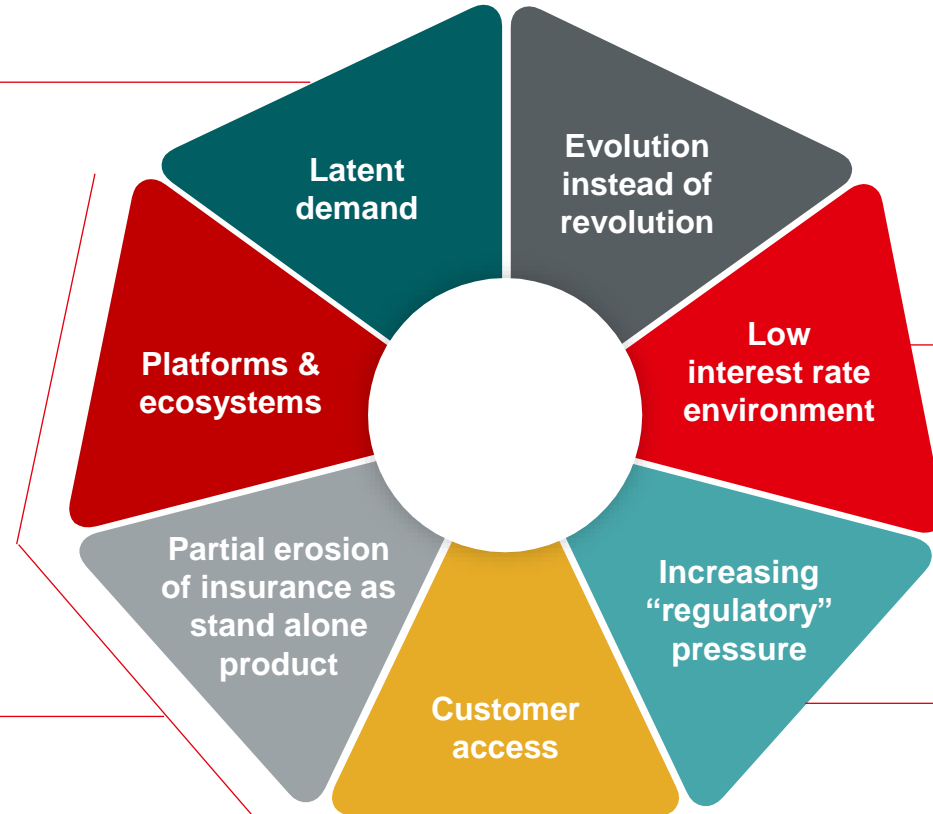 Latent
demand
Evolution
instead of
revolution
Low
interest rate
environment
Increasing
“regulatory”
pressure
Customer
access
Partial erosion
of insurance as
stand alone
product
Platforms &
ecosystems